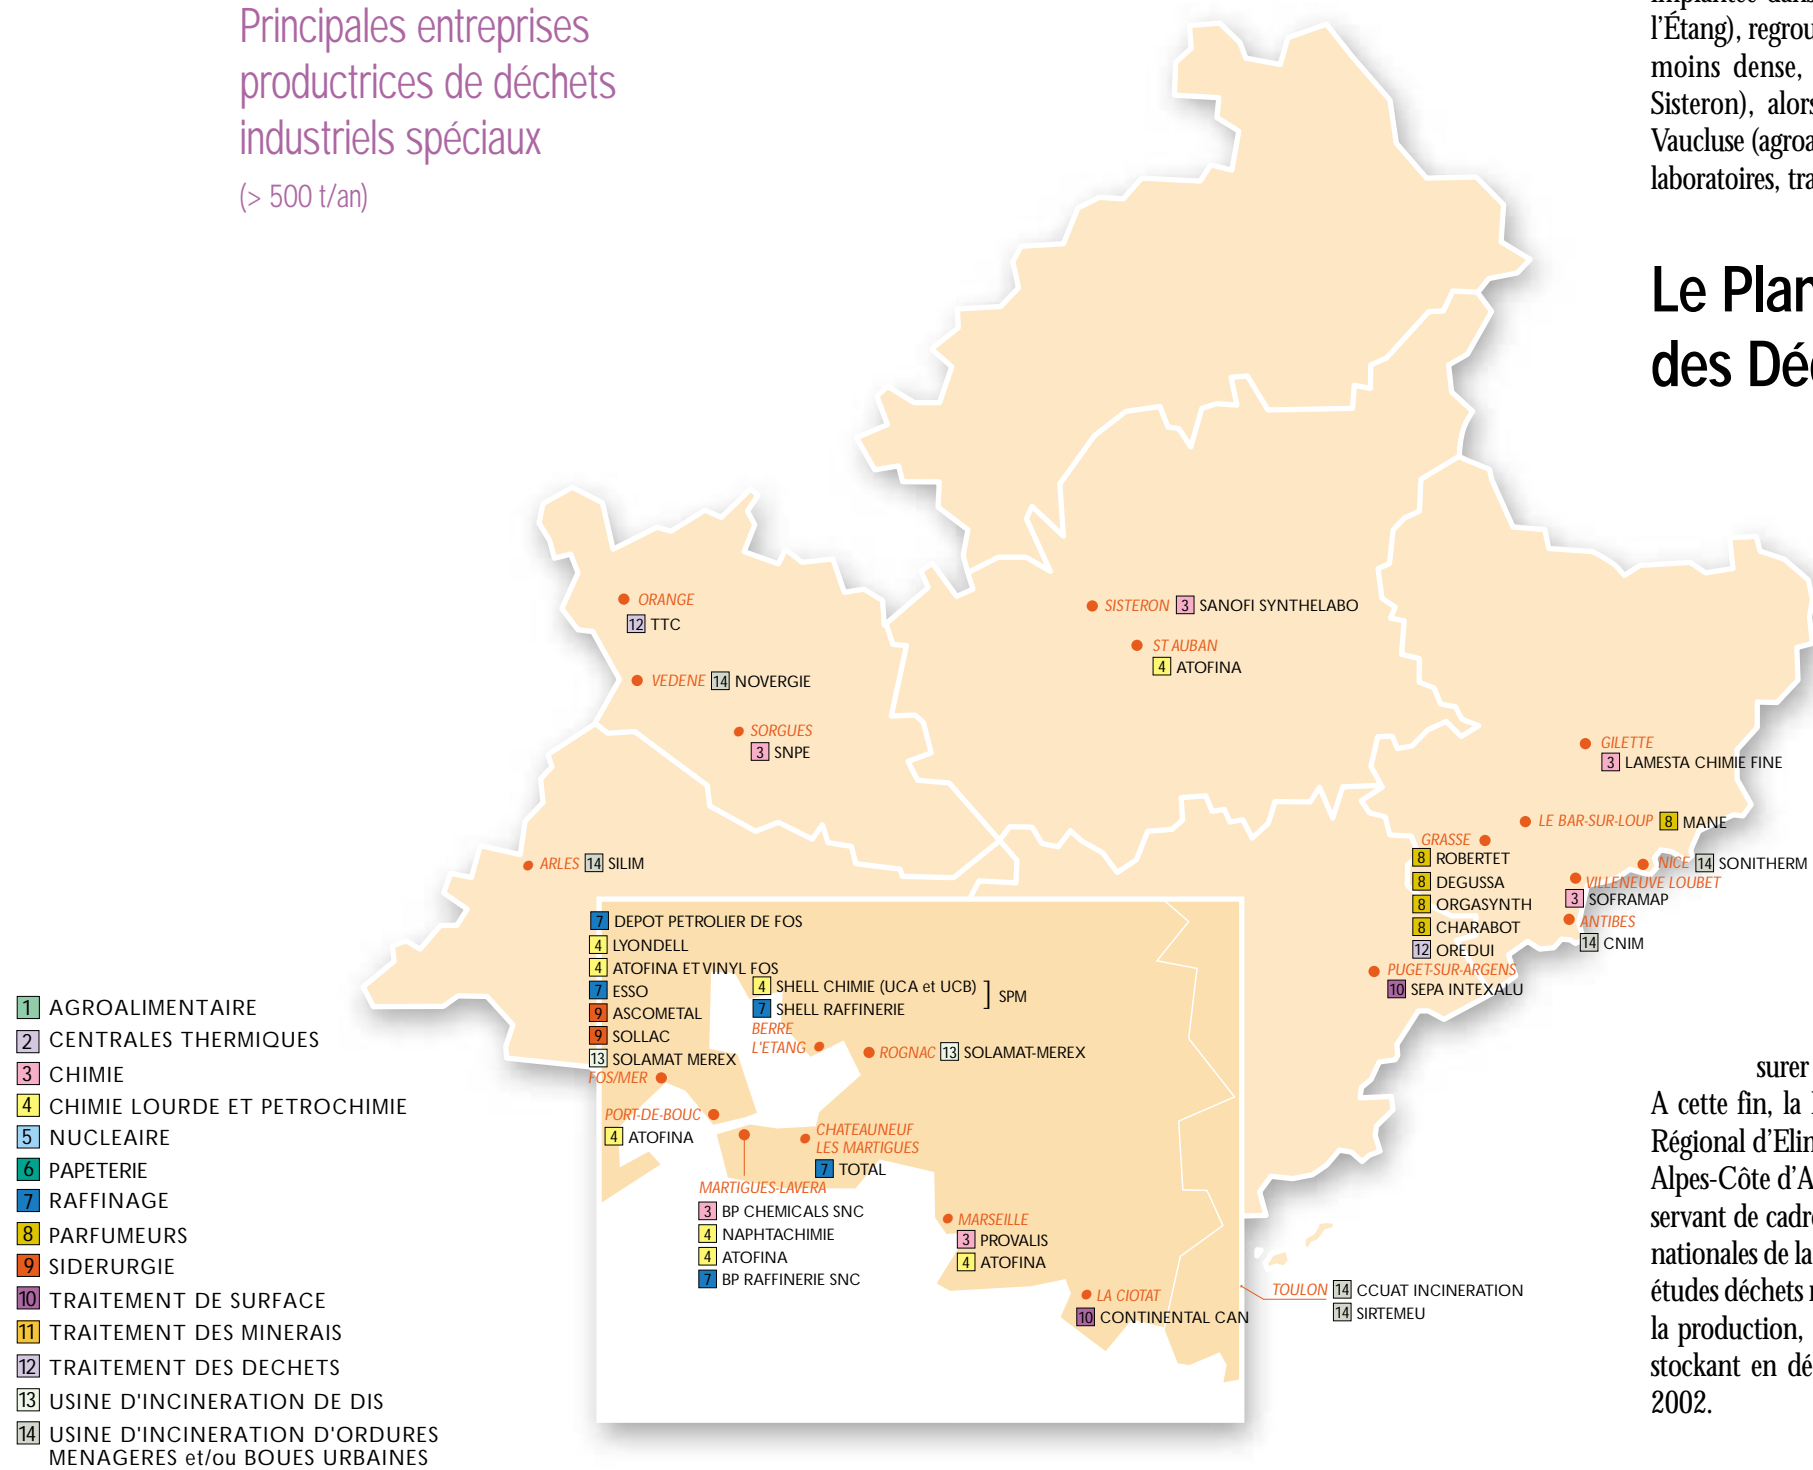 Principales entreprises
productrices de déchets
industriels spéciaux
(> 500 t/an)
l'Étang), regrou
moins dense,
Sisteron), alors
Vaucluse (agroa
laboratoires, tra
Le Plan
des Déc
ORANGE
12 TTC
VEDENE 14 NOVERGIE
SORGUES
3 SNPE
SISTERON 3 SANOFI SYNTHELABO
ST AUBAN
4 ATOFINA
GILETTE
3 LAMESTA CHIMIE FINE
LE BAR-SUR-LOUP 8 MANE
GRASSE
8 ROBERTET
8 DEGUSSA
8 ORGASYNTH
8 CHARABOT
12 OREDUI
NICE 14 SONITHERM
VILLENEUVE LOUBET
3 SOFRAMAP
ANTIBES
14 CNIM
PUGET-SUR-ARGENS
10 SEPA INTEXALU
ARLES 14 SILIM
7 DEPOT PETROLIER DE FOS
4 LYONDELL
4 ATOFINA ET VINYL FOS
7 ESSO
9 ASCOMETAL
9 SOLLAC
13 SOLAMAT MEREX
FOS/MER
4 SHELL CHIMIE (UCA et UCB)
7 SHELL RAFFINERIE
] SPM
BERRE
L'ETANG
ROGNAC 13 SOLAMAT-MEREX
PORT-DE-BOUC
4 ATOFINA
CHATEAUNEUF
LES MARTIGUES
7 TOTAL
MARTIGUES-LAVERA
3 BP CHEMICALS SNC
4 NAPHTACHIMIE
4 ATOFINA
7 BP RAFFINERIE SNC
MARSEILLE
3 PROVALIS
4 ATOFINA
LA CIOTAT
10 CONTINENTAL CAN
TOULON 14 CCUAT INCINERATION
14 SIRTEMEU
1 AGROALIMENTAIRE
2 CENTRALES THERMIQUES
3 CHIMIE
4 CHIMIE LOURDE ET PETROCHIMIE
5 NUCLEAIRE
6 PAPETERIE
7 RAFFINAGE
8 PARFUMEURS
9 SIDERURGIE
10 TRAITEMENT DE SURFACE
11 TRAITEMENT DES MINERAIS
12 TRAITEMENT DES DECHETS
13 USINE D'INCINERATION DE DIS
14 USINE D'INCINERATION D'ORDURES
MENAGERES et/ou BOUES URBAINES
surer
A cette fin, la
Régional d'Elin
Alpes-Côte d'A
servant de cadre
nationales de la
études déchets
la production,
stockant en dé
2002.